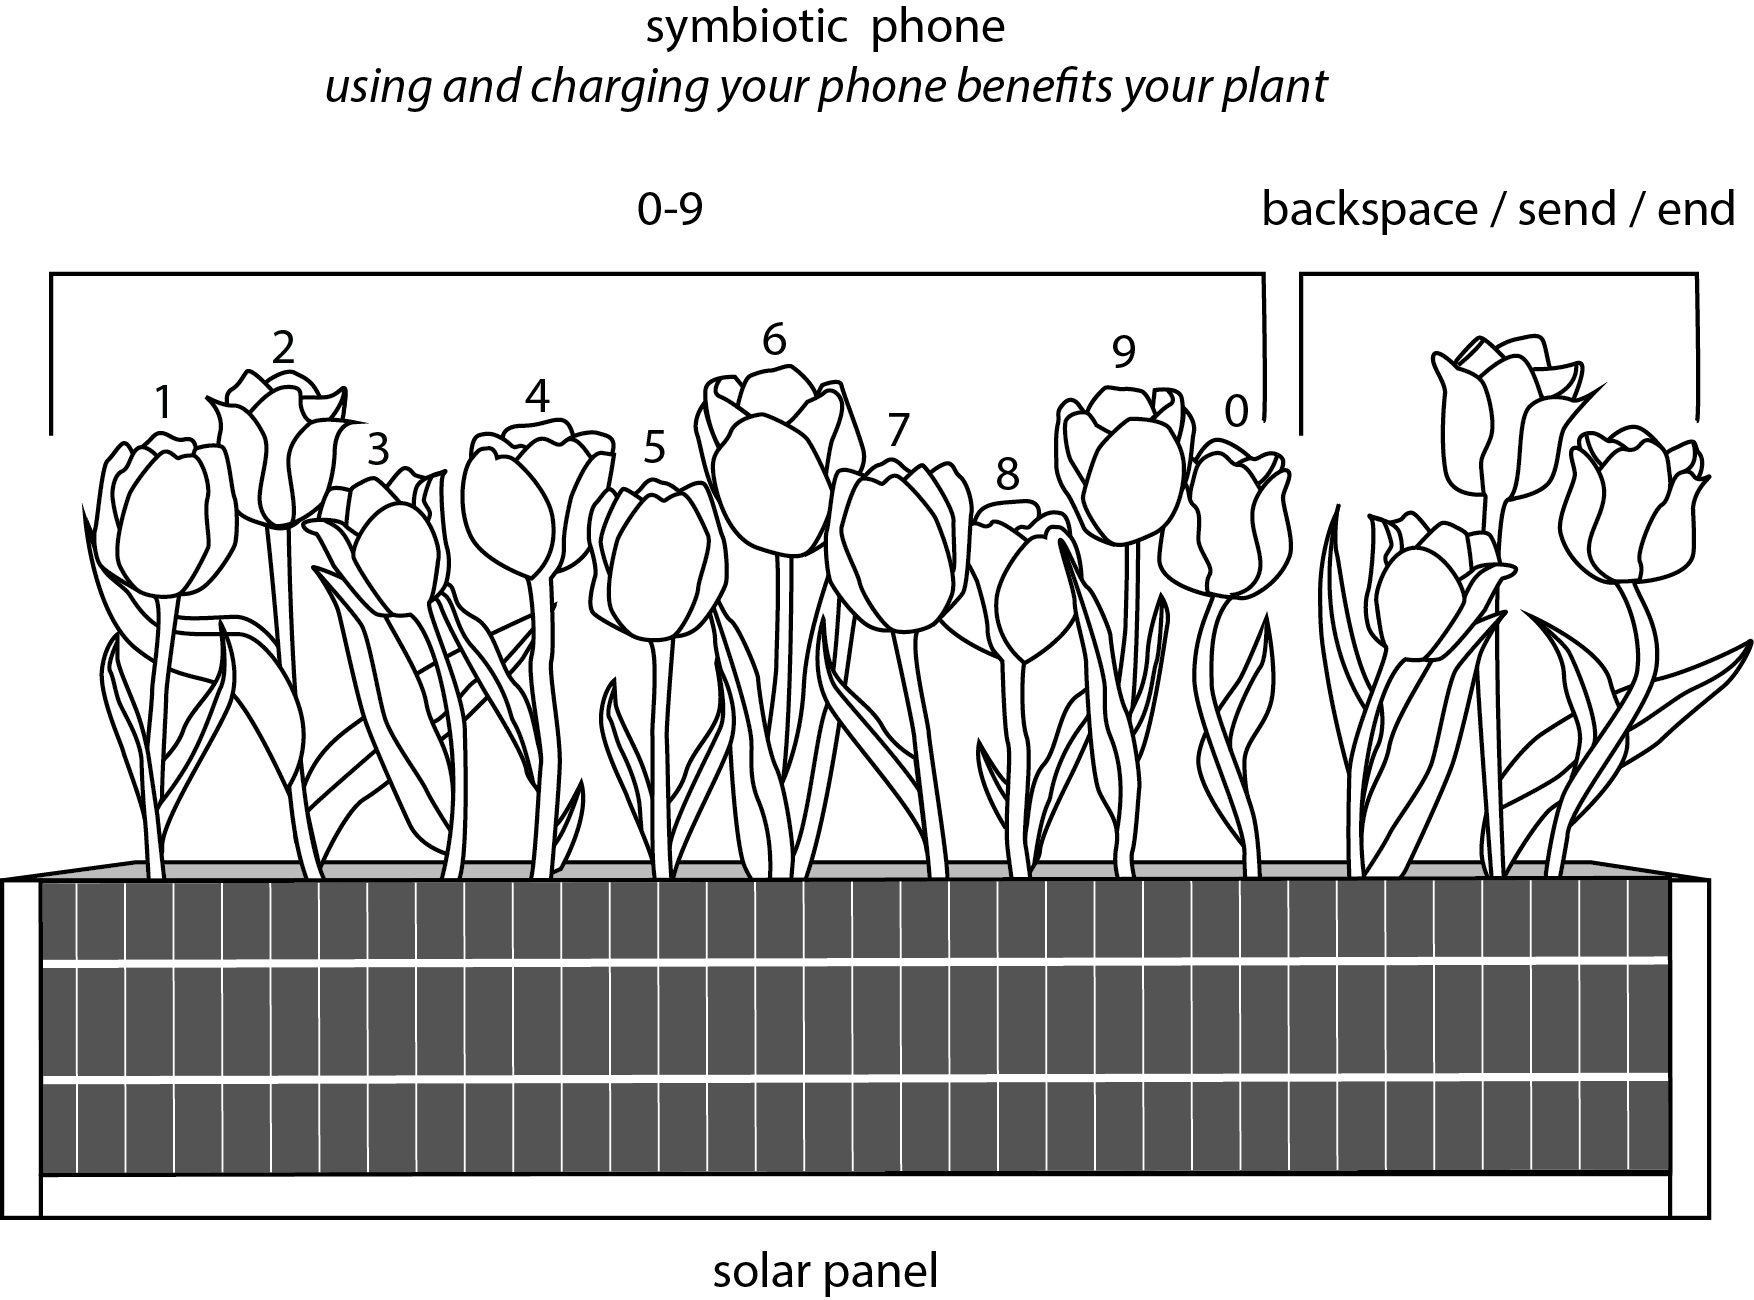 symbiotic phone
using and charging your phone benefits your plant
0-9
backspace / send / end
1
2
3
4
5
6
7
8
9
0
solar panel